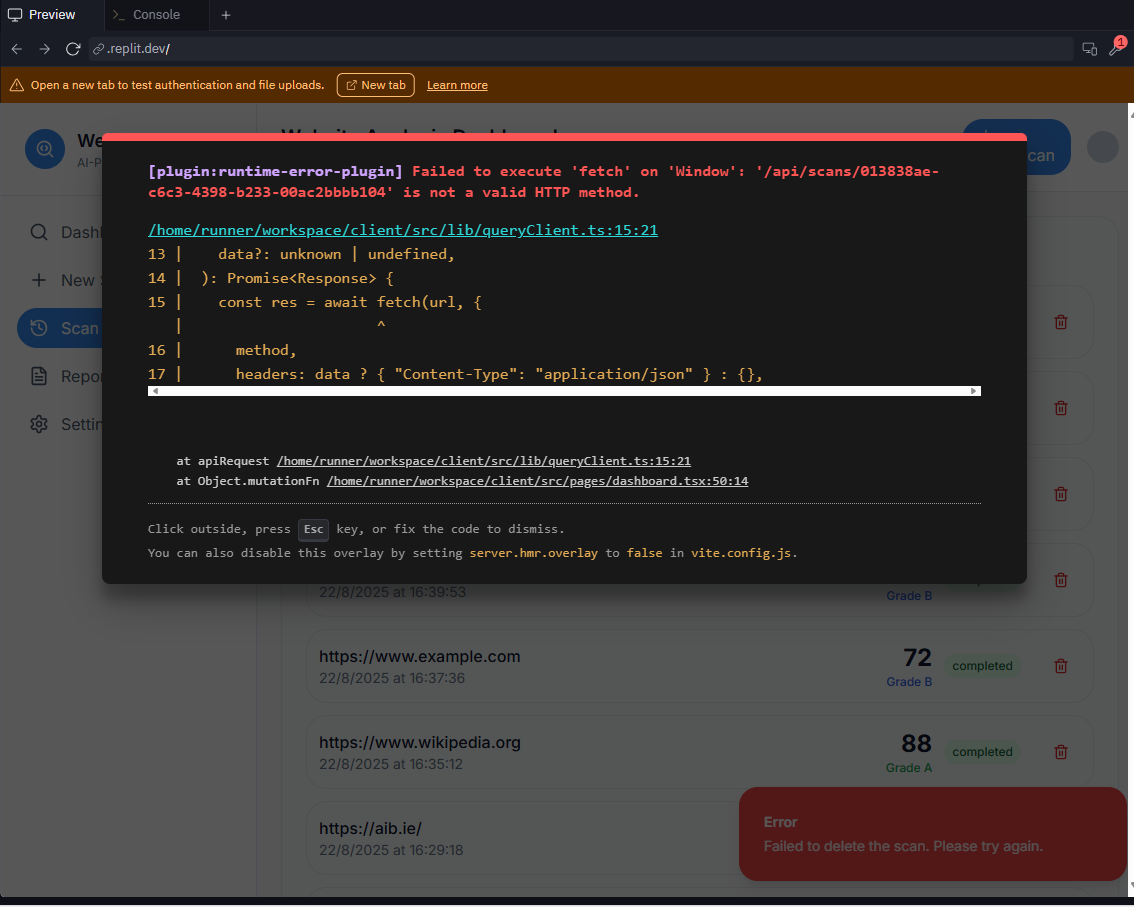 Preview
Console
.replit.dev/
1
Open a new tab to test authentication and file uploads.
New tab
Learn more
[plugin:runtime-error-plugin] Failed to execute 'fetch' on 'Window': '/api/scans/013838ae-
c6c3-4398-b233-00ac2bbbb104' is not a valid HTTP method.
/home/runner/workspace/client/src/lib/queryClient.ts:15:21
13 |    data?: unknown | undefined,
14 |  ): Promise<Response> {
15 |    const res = await fetch(url, {
   |                      ^
16 |      method,
17 |      headers: data ? { "Content-Type": "application/json" } : {},
at apiRequest /home/runner/workspace/client/src/lib/queryClient.ts:15:21
at Object.mutationFn /home/runner/workspace/client/src/pages/dashboard.tsx:50:14
Click outside, press Esc key, or fix the code to dismiss.
You can also disable this overlay by setting server.hmr.overlay to false in vite.config.js.
We
AI-P
Dashl
New
Scan
Repo
Settin
can
22/8/2025 at 16:39:53
Grade B
https://www.example.com
22/8/2025 at 16:37:36
72
Grade B
completed
https://www.wikipedia.org
22/8/2025 at 16:35:12
88
Grade A
completed
https://aib.ie/
22/8/2025 at 16:29:18
Error
Failed to delete the scan. Please try again.